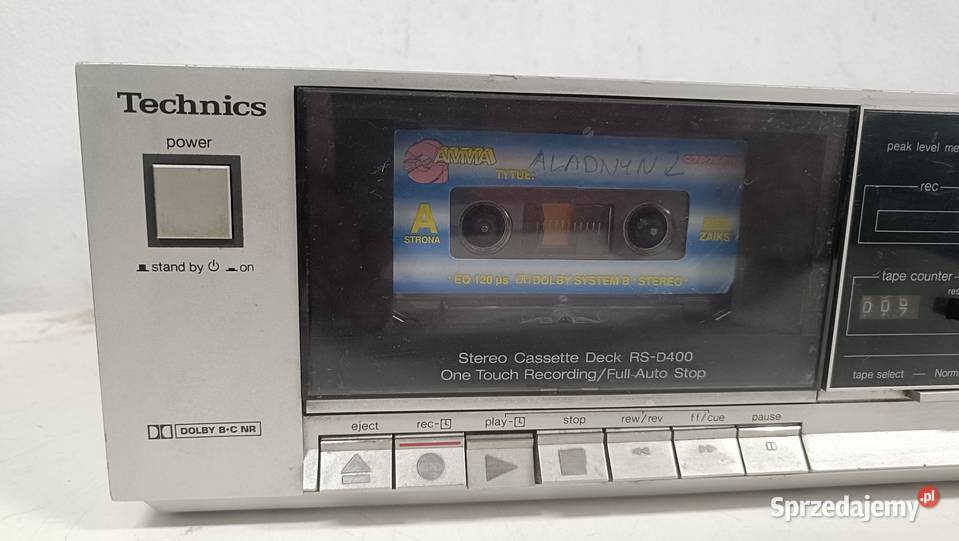 Technics
power
stand by on
DOLBY B·C NR
GAMMA
TYTUŁ: ALADNYN 2
A
STRONA
ZAIKS
EQ 120 µs DOLBY SYSTEM B · STEREO
Stereo Cassette Deck RS-D400
One Touch Recording/Full-Auto Stop
peak level me
rec
tape counter
res
tape select — Norm
eject
rec-
play-
stop
rew/rev
ff/cue
pause
Sprzedajemy.pl